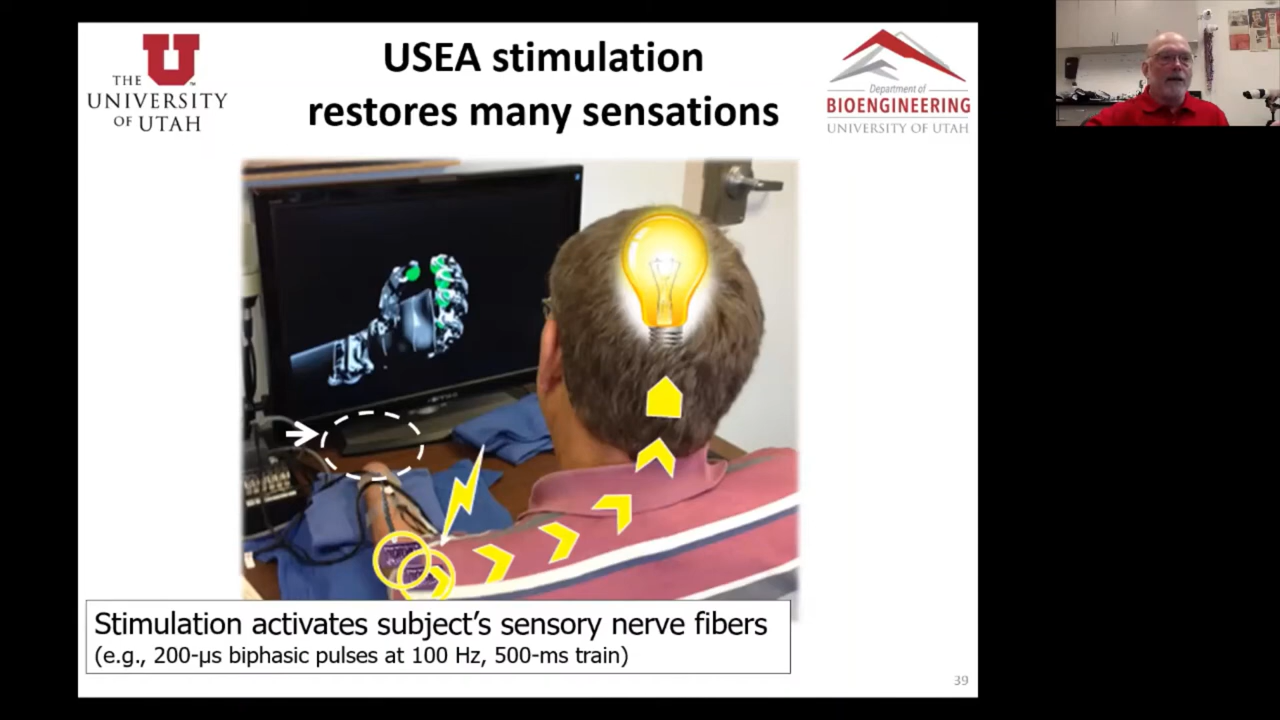 USEA stimulation
restores many sensations
THE
UNIVERSITY
OF UTAH
Department of
BIOENGINEERING
UNIVERSITY OF UTAH
Stimulation activates subject's sensory nerve fibers
(e.g., 200-µs biphasic pulses at 100 Hz, 500-ms train)
39